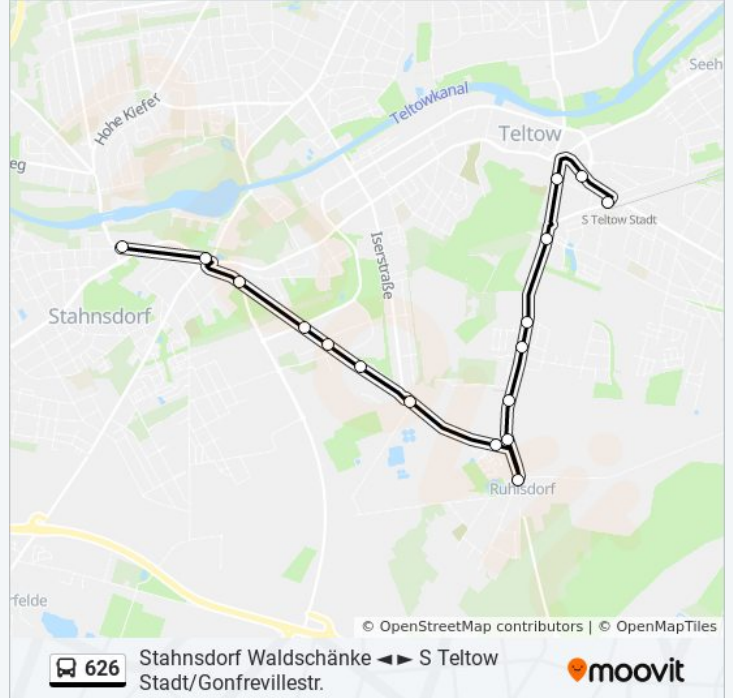 Seeh
Hohe Kiefer
Teltowkanal
Teltow
eg
S Teltow Stadt
Iserstraße
Stahnsdorf
Ruhlsdorf
rfelde
© OpenStreetMap contributors | © OpenMapTiles
626
Stahnsdorf Waldschänke ◄► S Teltow
Stadt/Gonfrevillestr.
moovit